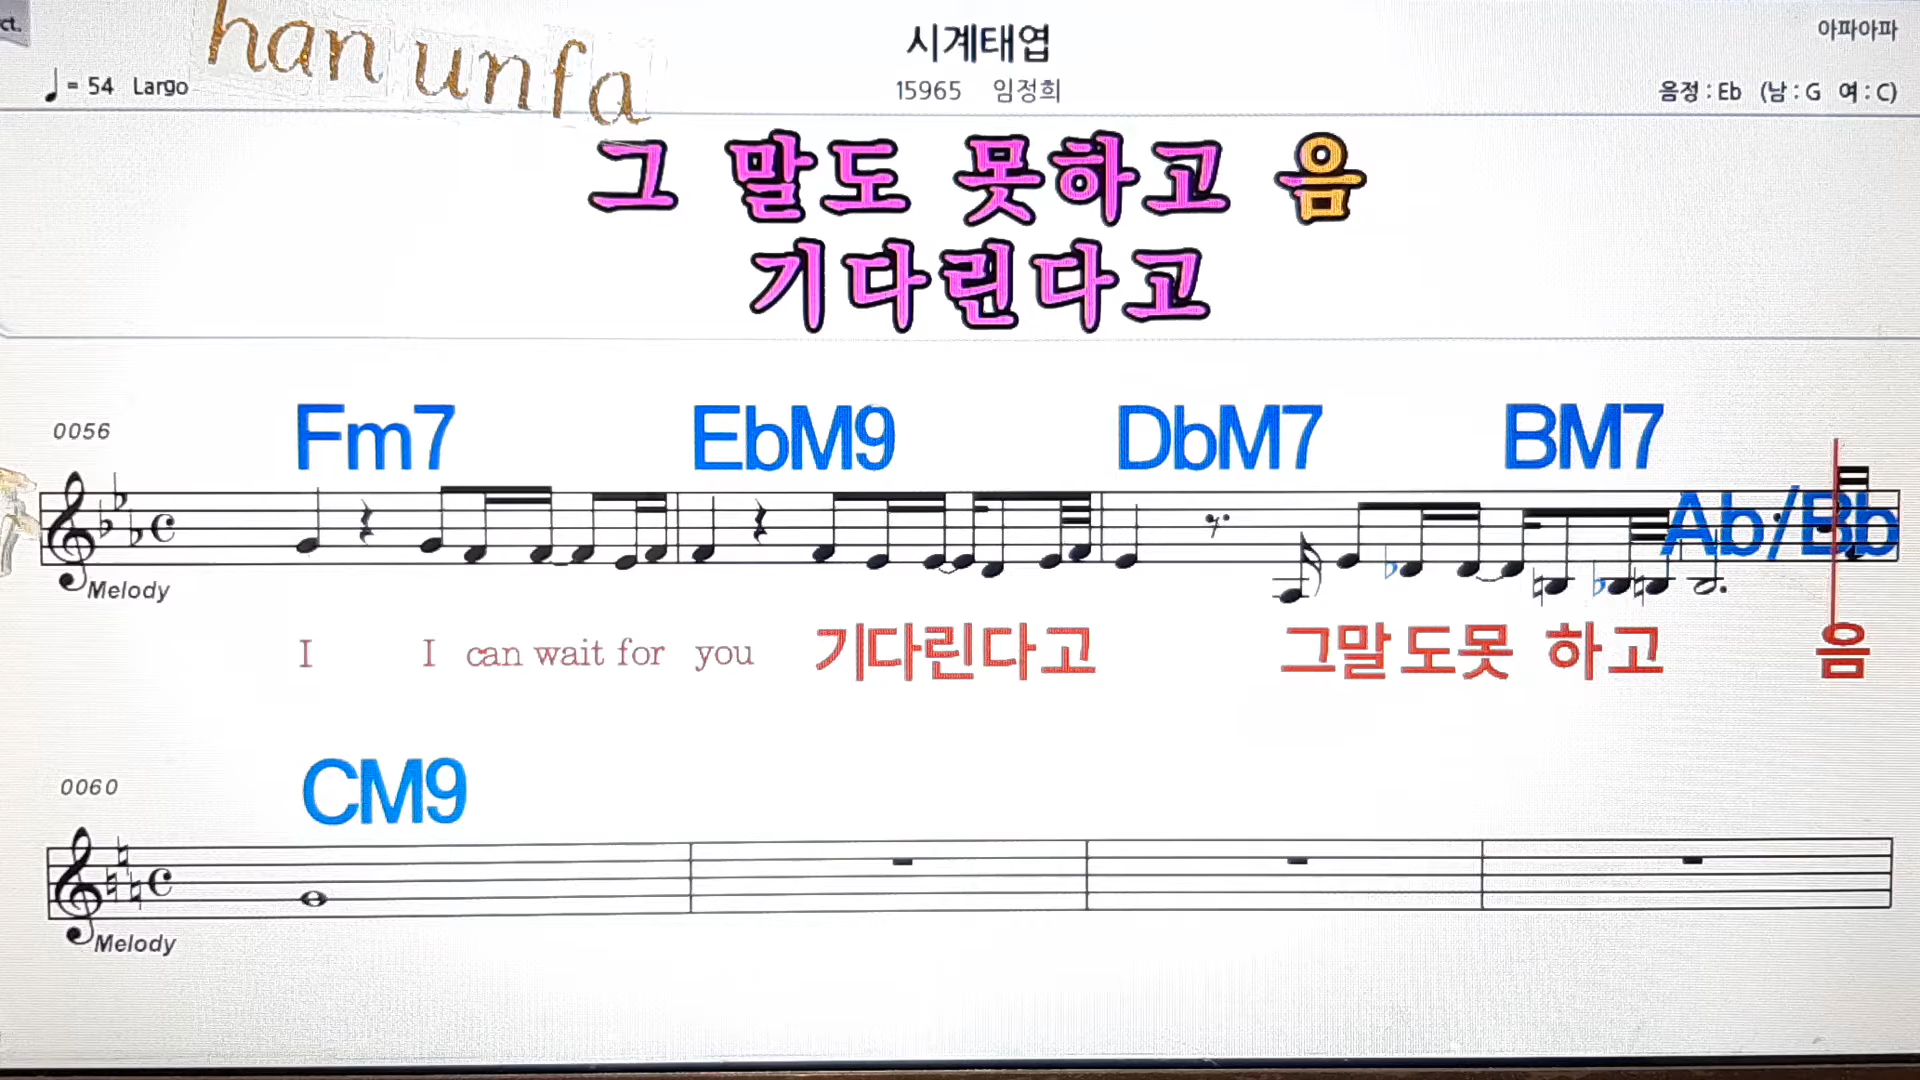 ct.
han unfa
시계태엽
아파아파
♩ = 54 Largo
15965 임정희
음정 : Eb (남 : G 여 : C)
그 말도 못하고 음
기다린다고
0056
Fm7 EbM9 DbM7 BM7
Ab/Bb
Melody
I I can wait for you 기다린다고 그말도못 하고 음
0060
CM9
Melody